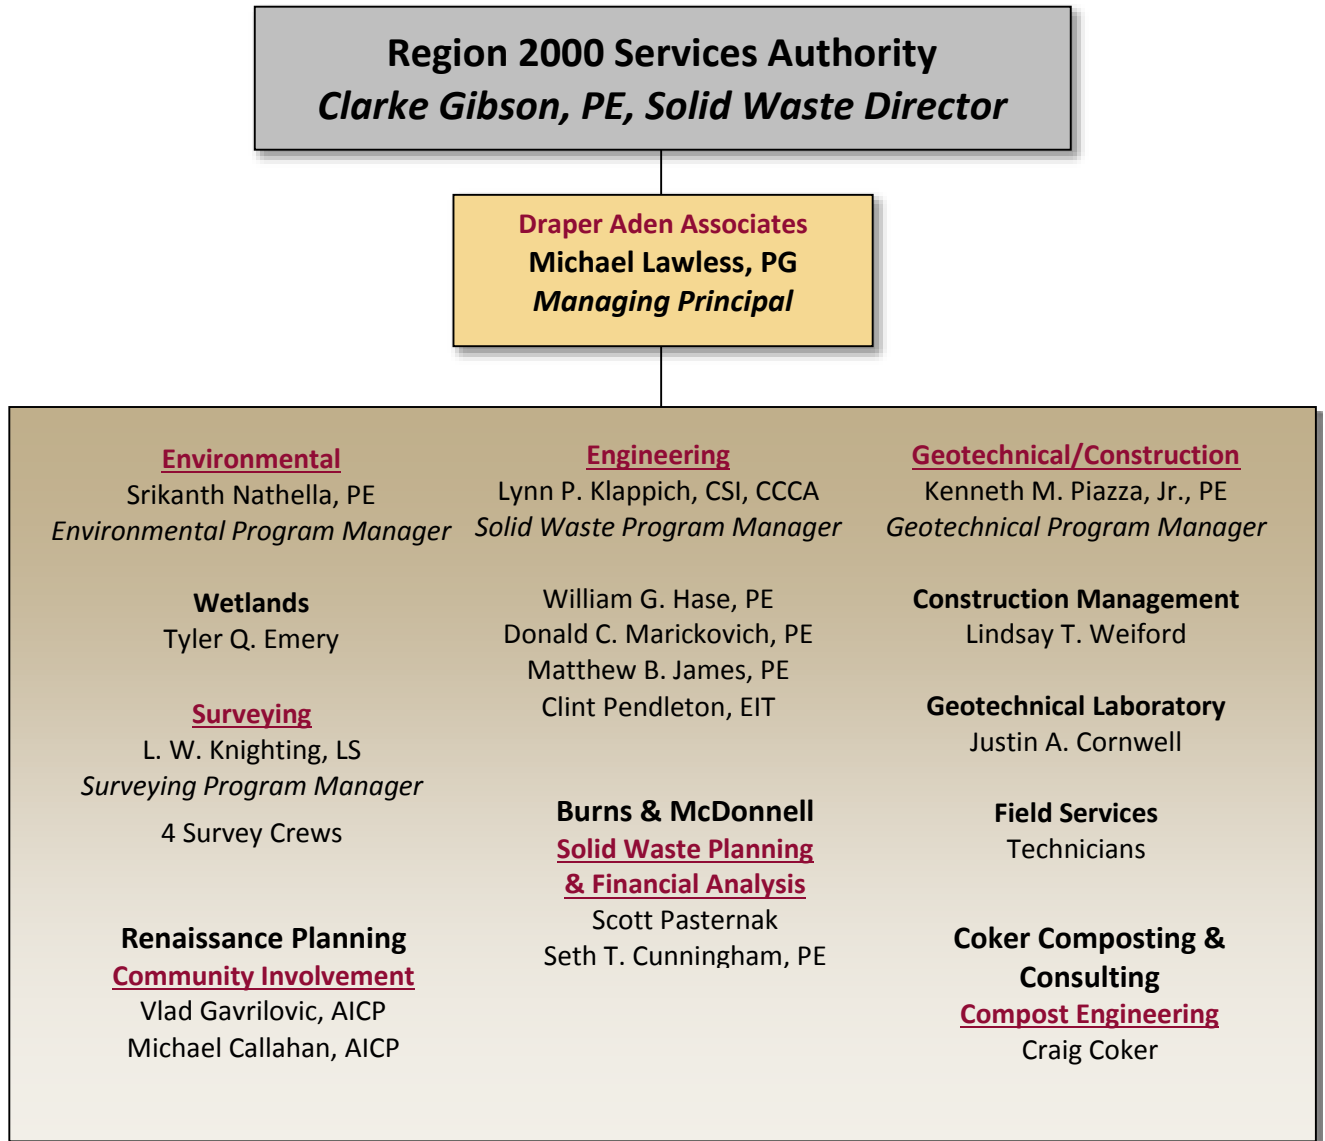 Region 2000 Services Authority
Clarke Gibson, PE, Solid Waste Director
Draper Aden Associates
Michael Lawless, PG
Managing Principal
Environmental
Srikanth Nathella, PE
Environmental Program Manager
Wetlands
Tyler Q. Emery
Surveying
L. W. Knighting, LS
Surveying Program Manager
4 Survey Crews
Renaissance Planning
Community Involvement
Vlad Gavrilovic, AICP
Michael Callahan, AICP
Engineering
Lynn P. Klappich, CSI, CCCA
Solid Waste Program Manager
William G. Hase, PE
Donald C. Marickovich, PE
Matthew B. James, PE
Clint Pendleton, EIT
Burns & McDonnell
Solid Waste Planning
& Financial Analysis
Scott Pasternak
Seth T. Cunningham, PE
Geotechnical/Construction
Kenneth M. Piazza, Jr., PE
Geotechnical Program Manager
Construction Management
Lindsay T. Weiford
Geotechnical Laboratory
Justin A. Cornwell
Field Services
Technicians
Coker Composting &
Consulting
Compost Engineering
Craig Coker